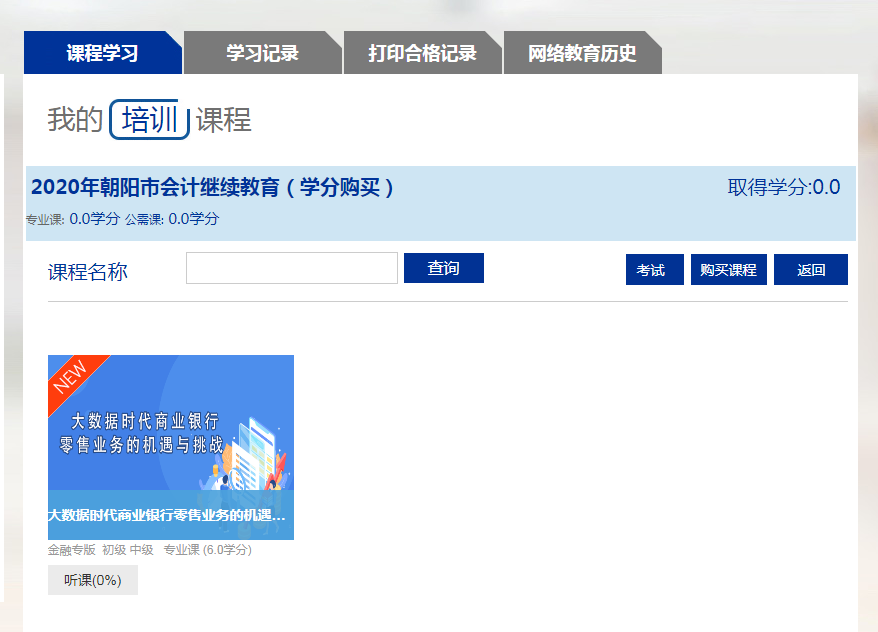 课程学习 学习记录 打印合格记录 网络教育历史
我的 培训 课程
2020年朝阳市会计继续教育（学分购买） 取得学分:0.0
专业课: 0.0学分 公需课: 0.0学分
课程名称 查询 考试 购买课程 返回
NEW
大数据时代商业银行
零售业务的机遇与挑战
大数据时代商业银行零售业务的机遇...
金融专版 初级 中级 专业课 (6.0学分)
听课(0%)